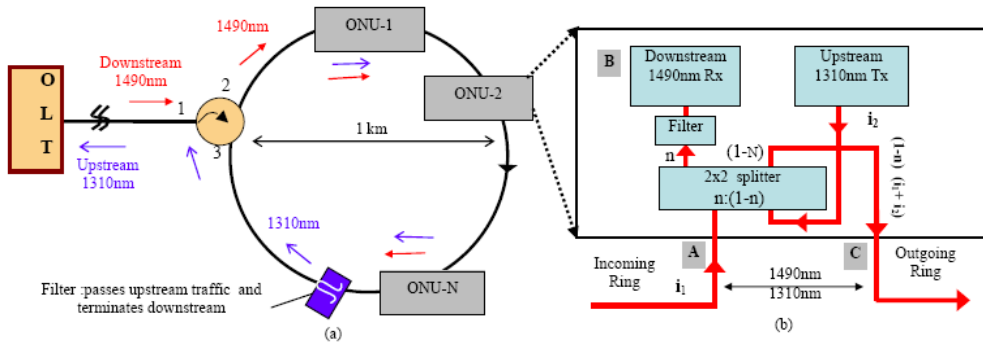 O
L
T
Downstream
1490nm
Upstream
1310nm
1
2
3
1490nm
ONU-1
ONU-2
1 km
1310nm
ONU-N
Filter :passes upstream traffic and
terminates downstream
(a)
B
Downstream
1490nm Rx
Upstream
1310nm Tx
Filter
i2
n
(1-N)
2x2 splitter
n:(1-n)
(1-n) (i1+ i2)
A
C
Incoming
Ring
i1
1490nm
1310nm
Outgoing
Ring
(b)